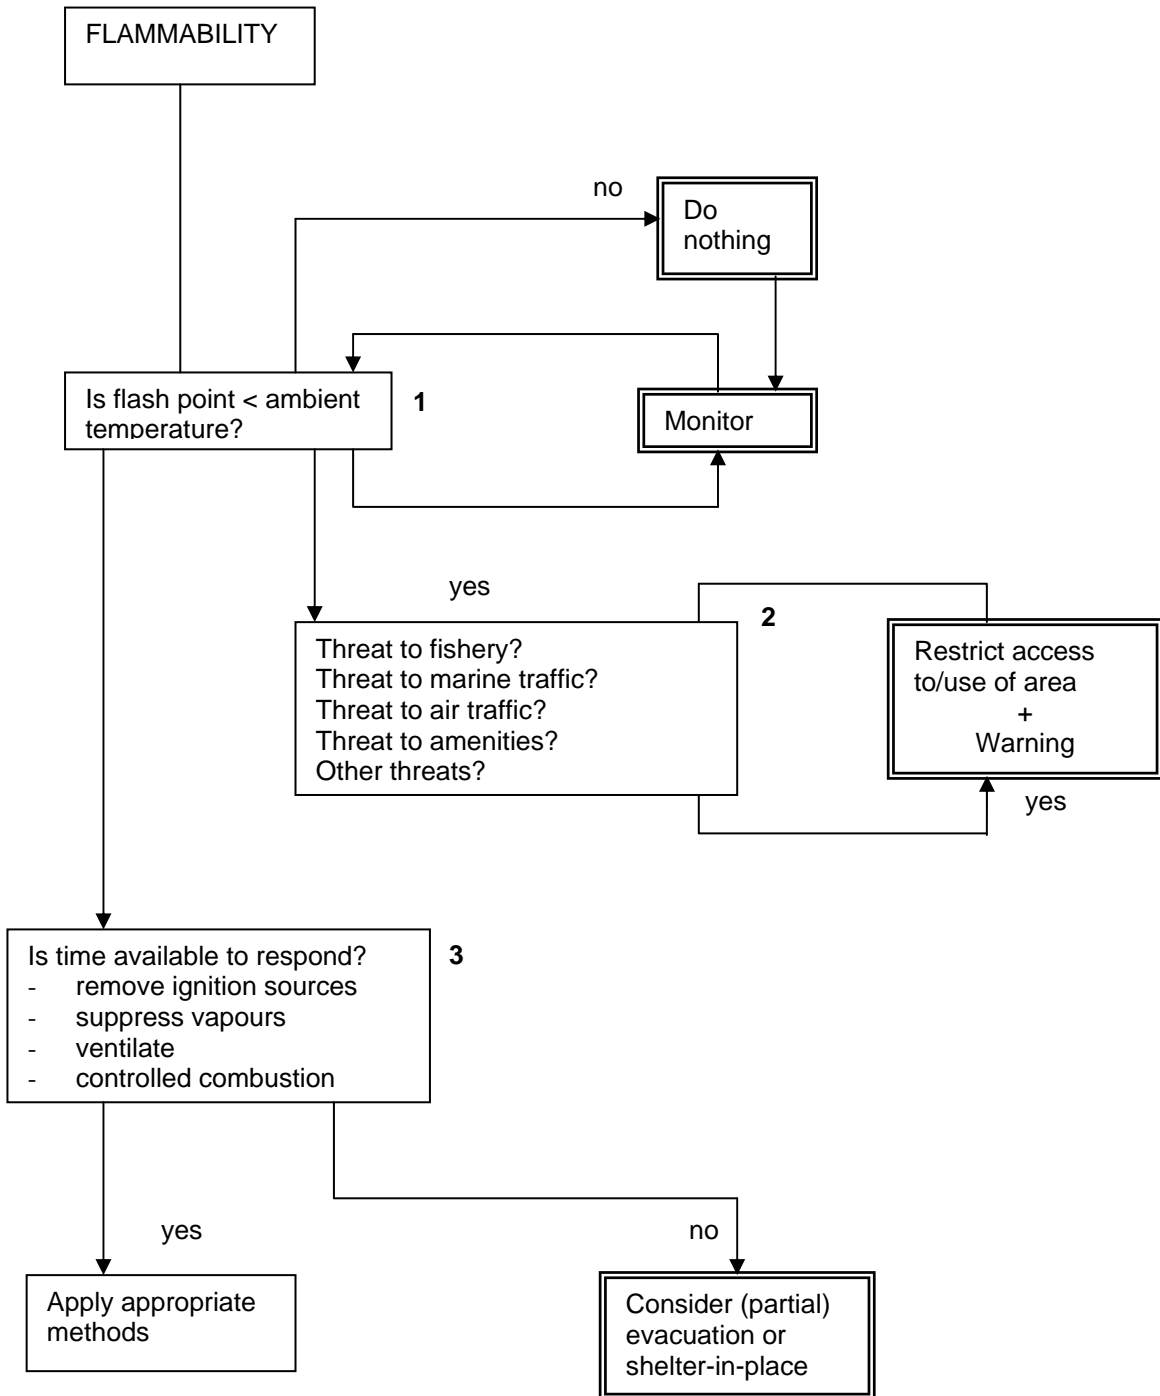 FLAMMABILITY
no
Do
nothing
Is flash point < ambient
temperature?
1
Monitor
yes
2
Threat to fishery?
Threat to marine traffic?
Threat to air traffic?
Threat to amenities?
Other threats?
Restrict access
to/use of area
+
Warning
yes
Is time available to respond?
- remove ignition sources
- suppress vapours
- ventilate
- controlled combustion
3
yes
no
Apply appropriate
methods
Consider (partial)
evacuation or
shelter-in-place